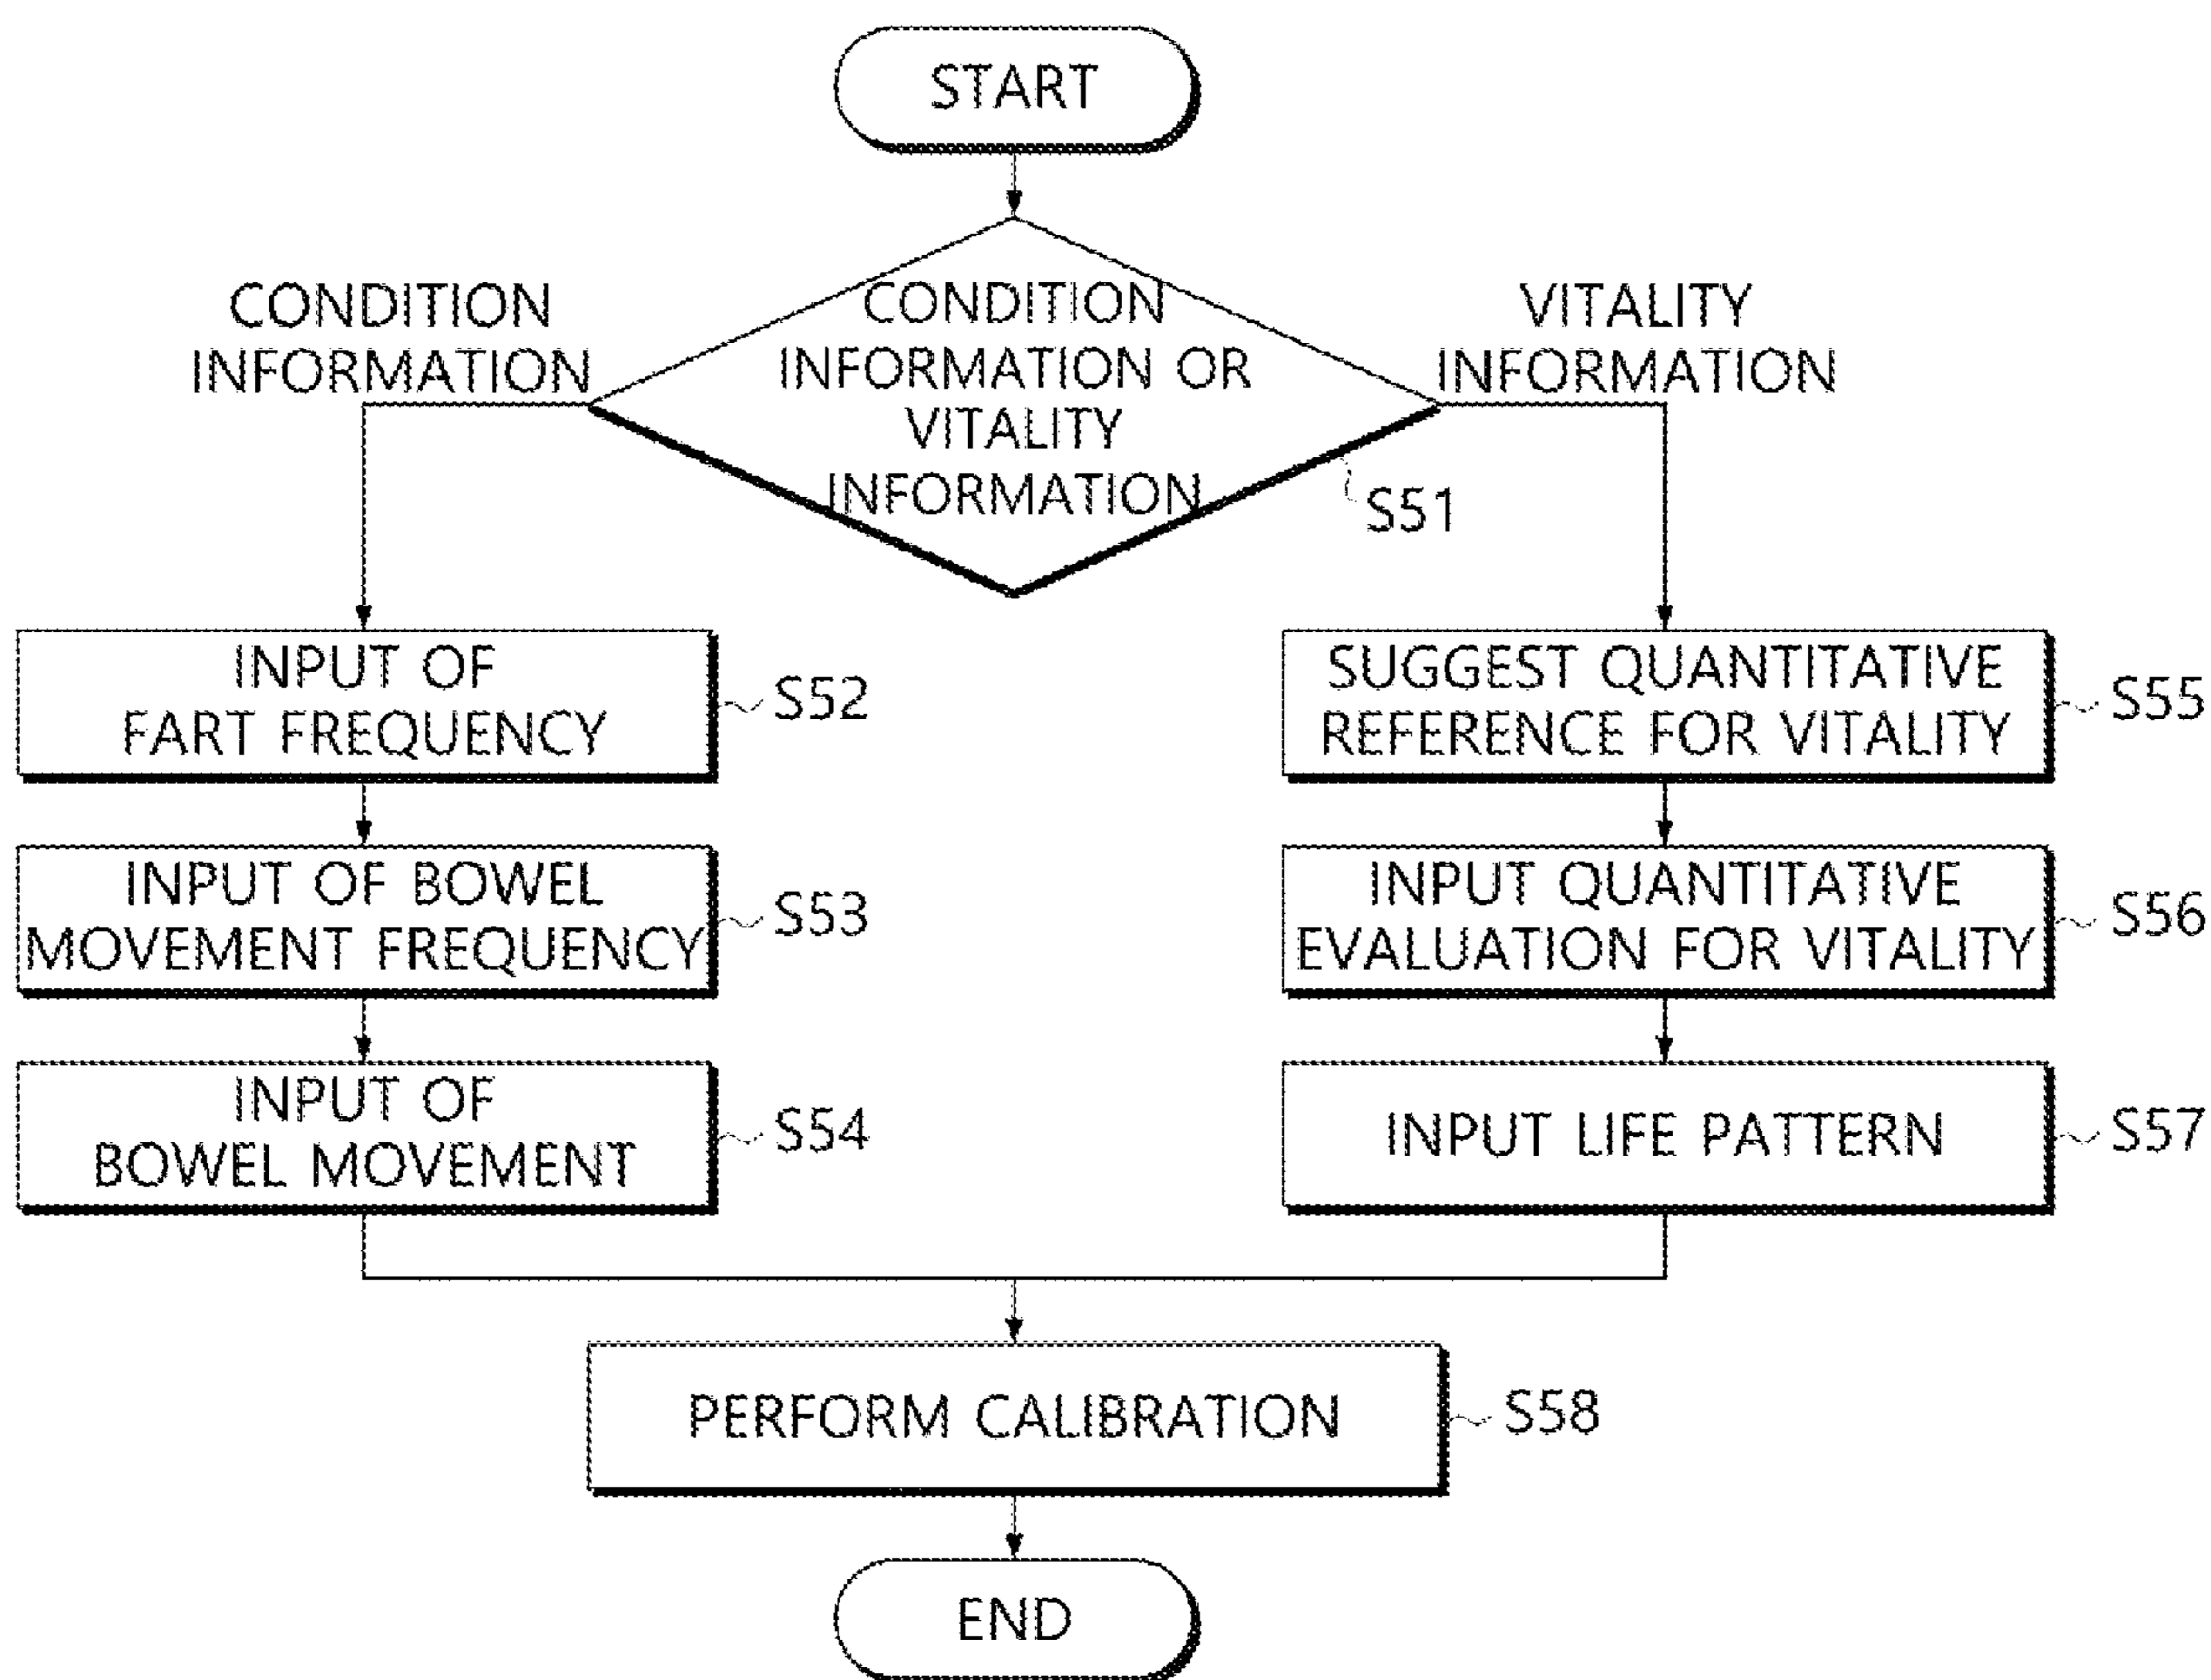 START
CONDITION
INFORMATION
CONDITION
INFORMATION OR
VITALITY
INFORMATION
S51
VITALITY
INFORMATION
INPUT OF
FART FREQUENCY
S52
INPUT OF BOWEL
MOVEMENT FREQUENCY
S53
INPUT OF
BOWEL MOVEMENT
S54
SUGGEST QUANTITATIVE
REFERENCE FOR VITALITY
S55
INPUT QUANTITATIVE
EVALUATION FOR VITALITY
S56
INPUT LIFE PATTERN
S57
PERFORM CALIBRATION
S58
END